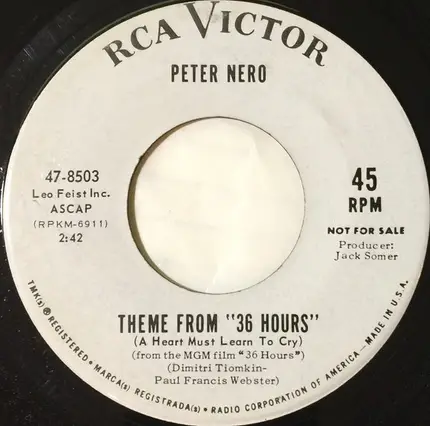 RCA VICTOR
PETER NERO
47-8503
Leo Feist Inc.
ASCAP
(RPKM-6911)
2:42
45
RPM
NOT FOR SALE
Producer:
Jack Somer
THEME FROM "36 HOURS"
(A Heart Must Learn To Cry)
(from the MGM film "36 Hours")
(Dimitri Tiomkin-
Paul Francis Webster)
TMK(s) ® REGISTERED • MARCA(s) REGISTRADA(s) • RADIO CORPORATION OF AMERICA—MADE IN U.S.A.